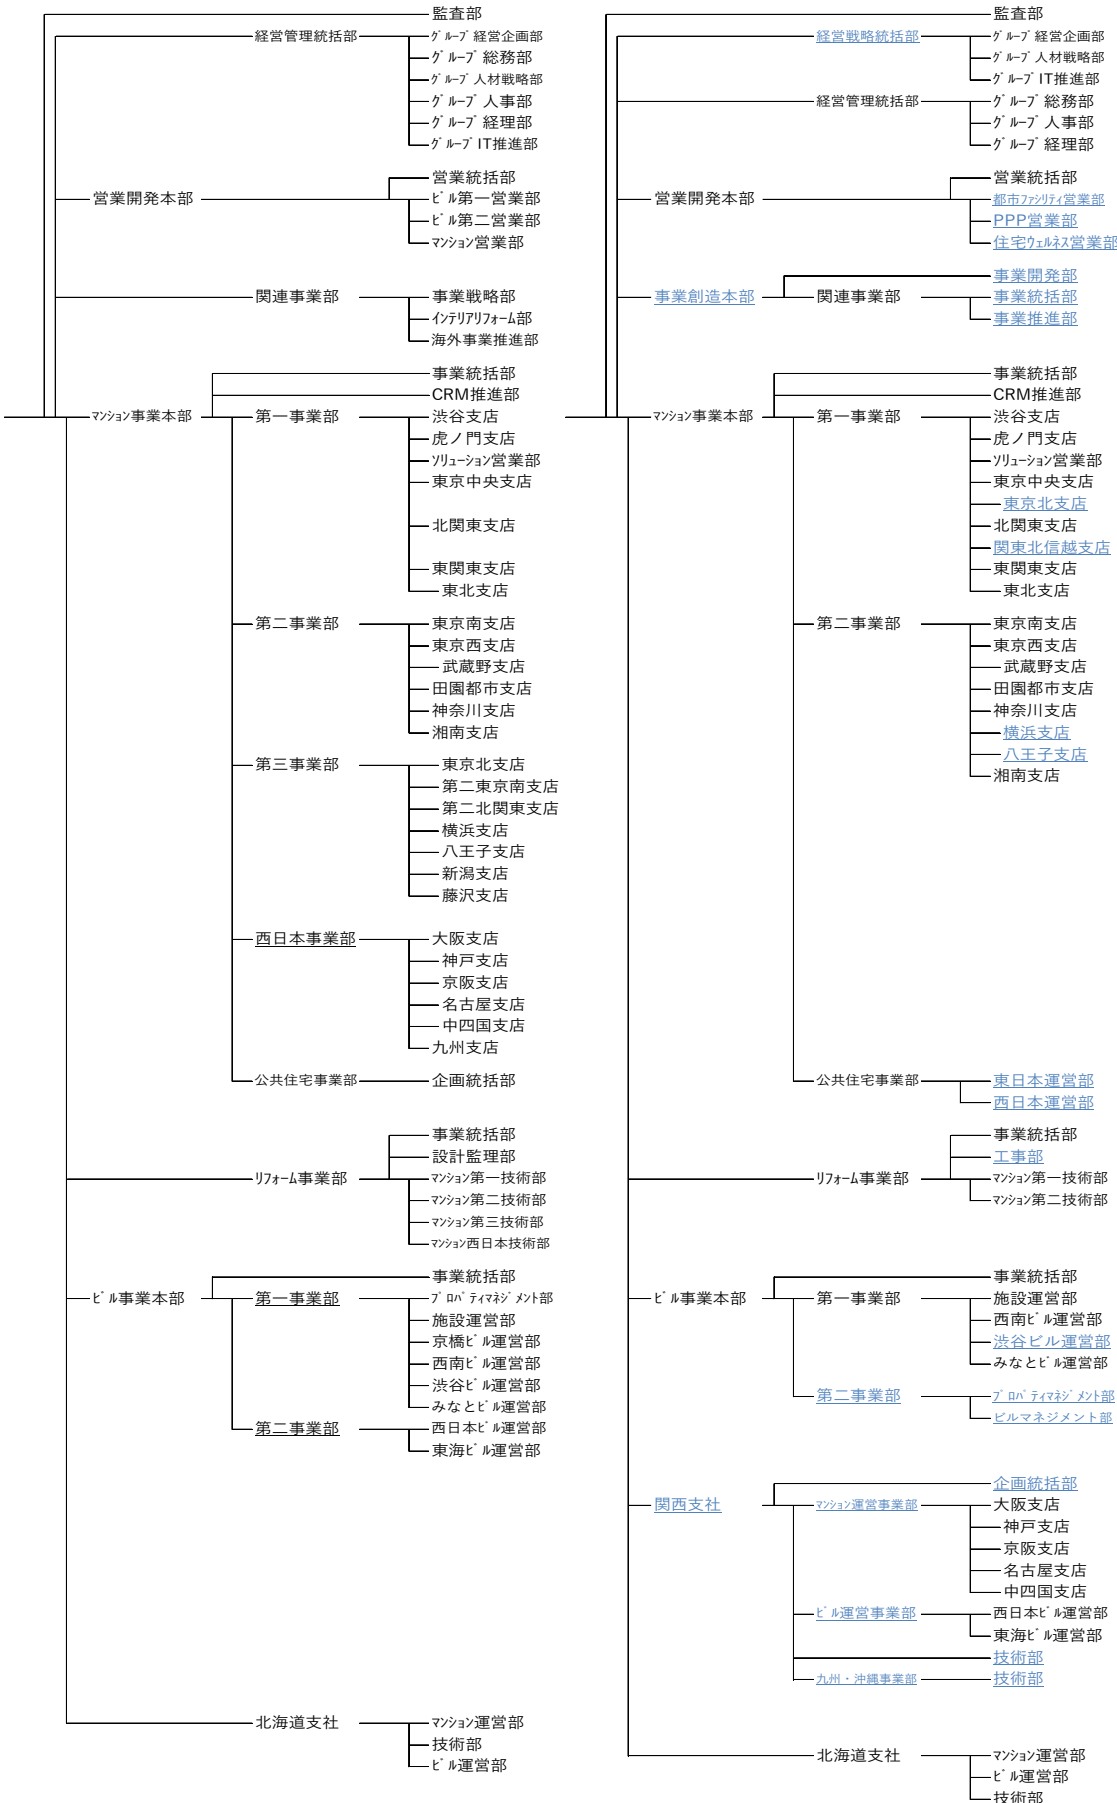 監査部
経営管理統括部
グループ経営企画部
グループ総務部
グループ人材戦略部
グループ人事部
グループ経理部
グループIT推進部
営業統括部
営業開発本部
ビル第一営業部
ビル第二営業部
マンション営業部
関連事業部
事業戦略部
インテリアリフォーム部
海外事業推進部
事業統括部
CRM推進部
マンション事業本部
第一事業部
渋谷支店
虎ノ門支店
ソリューション営業部
東京中央支店
北関東支店
東関東支店
東北支店
第二事業部
東京南支店
東京西支店
武蔵野支店
田園都市支店
神奈川支店
湘南支店
第三事業部
東京北支店
第二東京南支店
第二北関東支店
横浜支店
八王子支店
新潟支店
藤沢支店
西日本事業部
大阪支店
神戸支店
京阪支店
名古屋支店
中四国支店
九州支店
公共住宅事業部
企画統括部
事業統括部
設計監理部
リフォーム事業部
マンション第一技術部
マンション第二技術部
マンション第三技術部
マンション西日本技術部
事業統括部
ビル事業本部
第一事業部
プロパティマネジメント部
施設運営部
京橋ビル運営部
西南ビル運営部
渋谷ビル運営部
みなとビル運営部
第二事業部
西日本ビル運営部
東海ビル運営部
北海道支社
マンション運営部
技術部
ビル運営部
監査部
経営戦略統括部
グループ経営企画部
グループ人材戦略部
グループIT推進部
経営管理統括部
グループ総務部
グループ人事部
グループ経理部
営業統括部
営業開発本部
都市ファシリティ営業部
PPP営業部
住宅ウェルネス営業部
事業開発部
事業創造本部
関連事業部
事業統括部
事業推進部
事業統括部
CRM推進部
マンション事業本部
第一事業部
渋谷支店
虎ノ門支店
ソリューション営業部
東京中央支店
東京北支店
北関東支店
関東北信越支店
東関東支店
東北支店
第二事業部
東京南支店
東京西支店
武蔵野支店
田園都市支店
神奈川支店
横浜支店
八王子支店
湘南支店
公共住宅事業部
東日本運営部
西日本運営部
事業統括部
工事部
リフォーム事業部
マンション第一技術部
マンション第二技術部
事業統括部
ビル事業本部
第一事業部
施設運営部
西南ビル運営部
渋谷ビル運営部
みなとビル運営部
第二事業部
プロパティマネジメント部
ビルマネジメント部
企画統括部
関西支社
マンション運営事業部
大阪支店
神戸支店
京阪支店
名古屋支店
中四国支店
ビル運営事業部
西日本ビル運営部
東海ビル運営部
技術部
九州・沖縄事業部
技術部
北海道支社
マンション運営部
ビル運営部
技術部